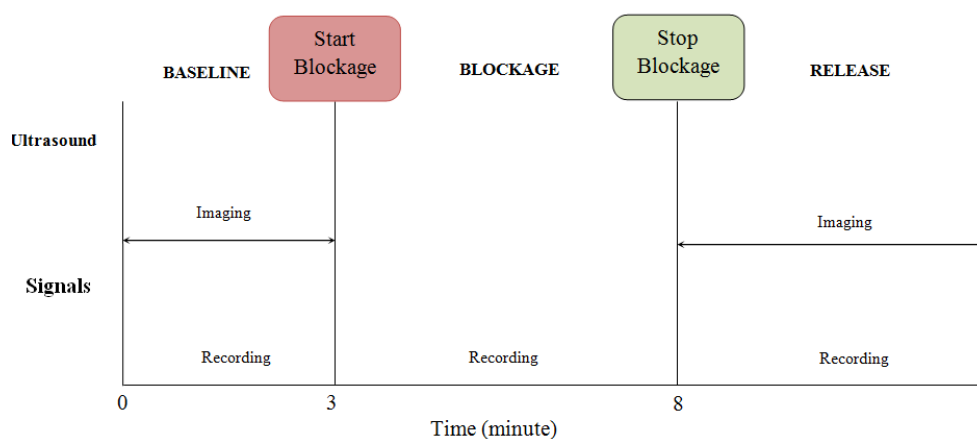 Start
Blockage
Stop
Blockage
BASELINE
BLOCKAGE
RELEASE
Ultrasound
Imaging
Imaging
Signals
Recording
Recording
Recording
0
3
8
Time (minute)